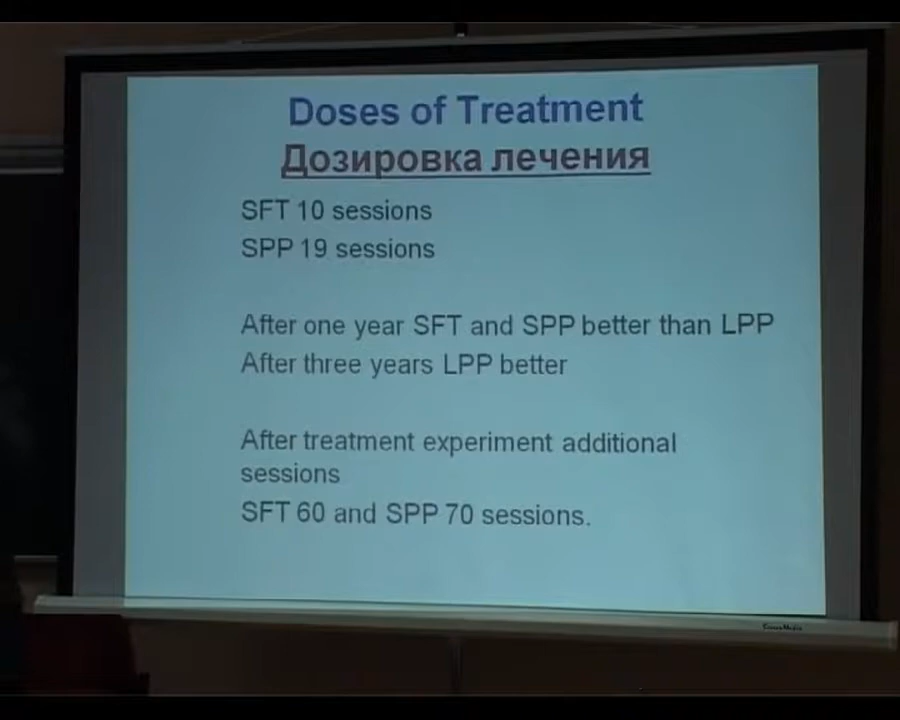 Doses of Treatment
Дозировка лечения
SFT 10 sessions
SPP 19 sessions
After one year SFT and SPP better than LPP
After three years LPP better
After treatment experiment additional
sessions
SFT 60 and SPP 70 sessions.